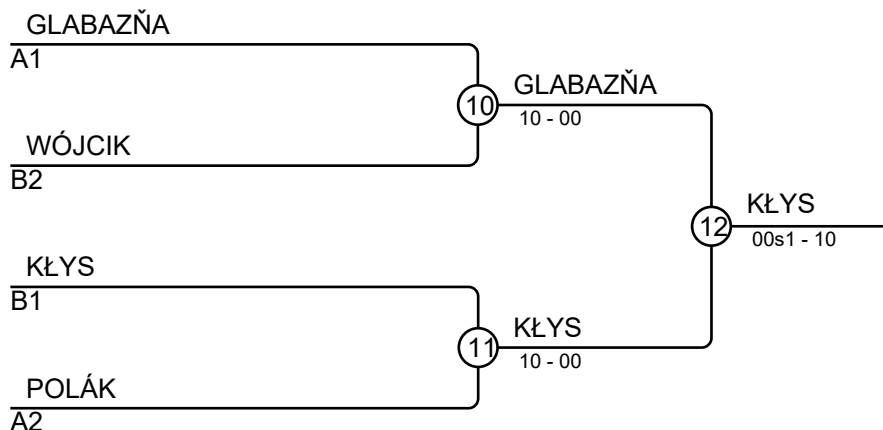 GLABAZŇA
A1
10
GLABAZŇA
10 - 00
WÓJCIK
B2
12
KŁYS
00s1 - 10
KŁYS
B1
11
KŁYS
10 - 00
POLÁK
A2